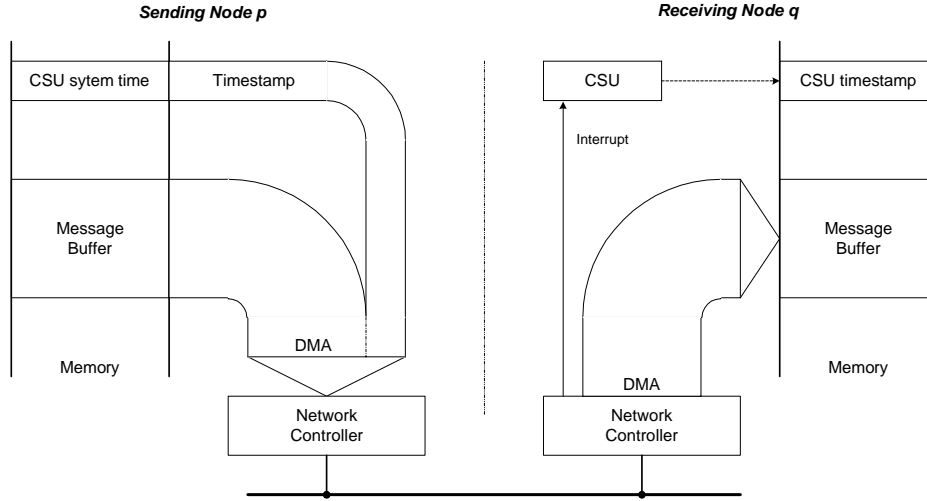 Sending Node p
Receiving Node q
CSU sytem time
Timestamp
CSU
CSU timestamp
Interrupt
Message
Buffer
Message
Buffer
DMA
Memory
DMA
Memory
Network
Controller
Network
Controller